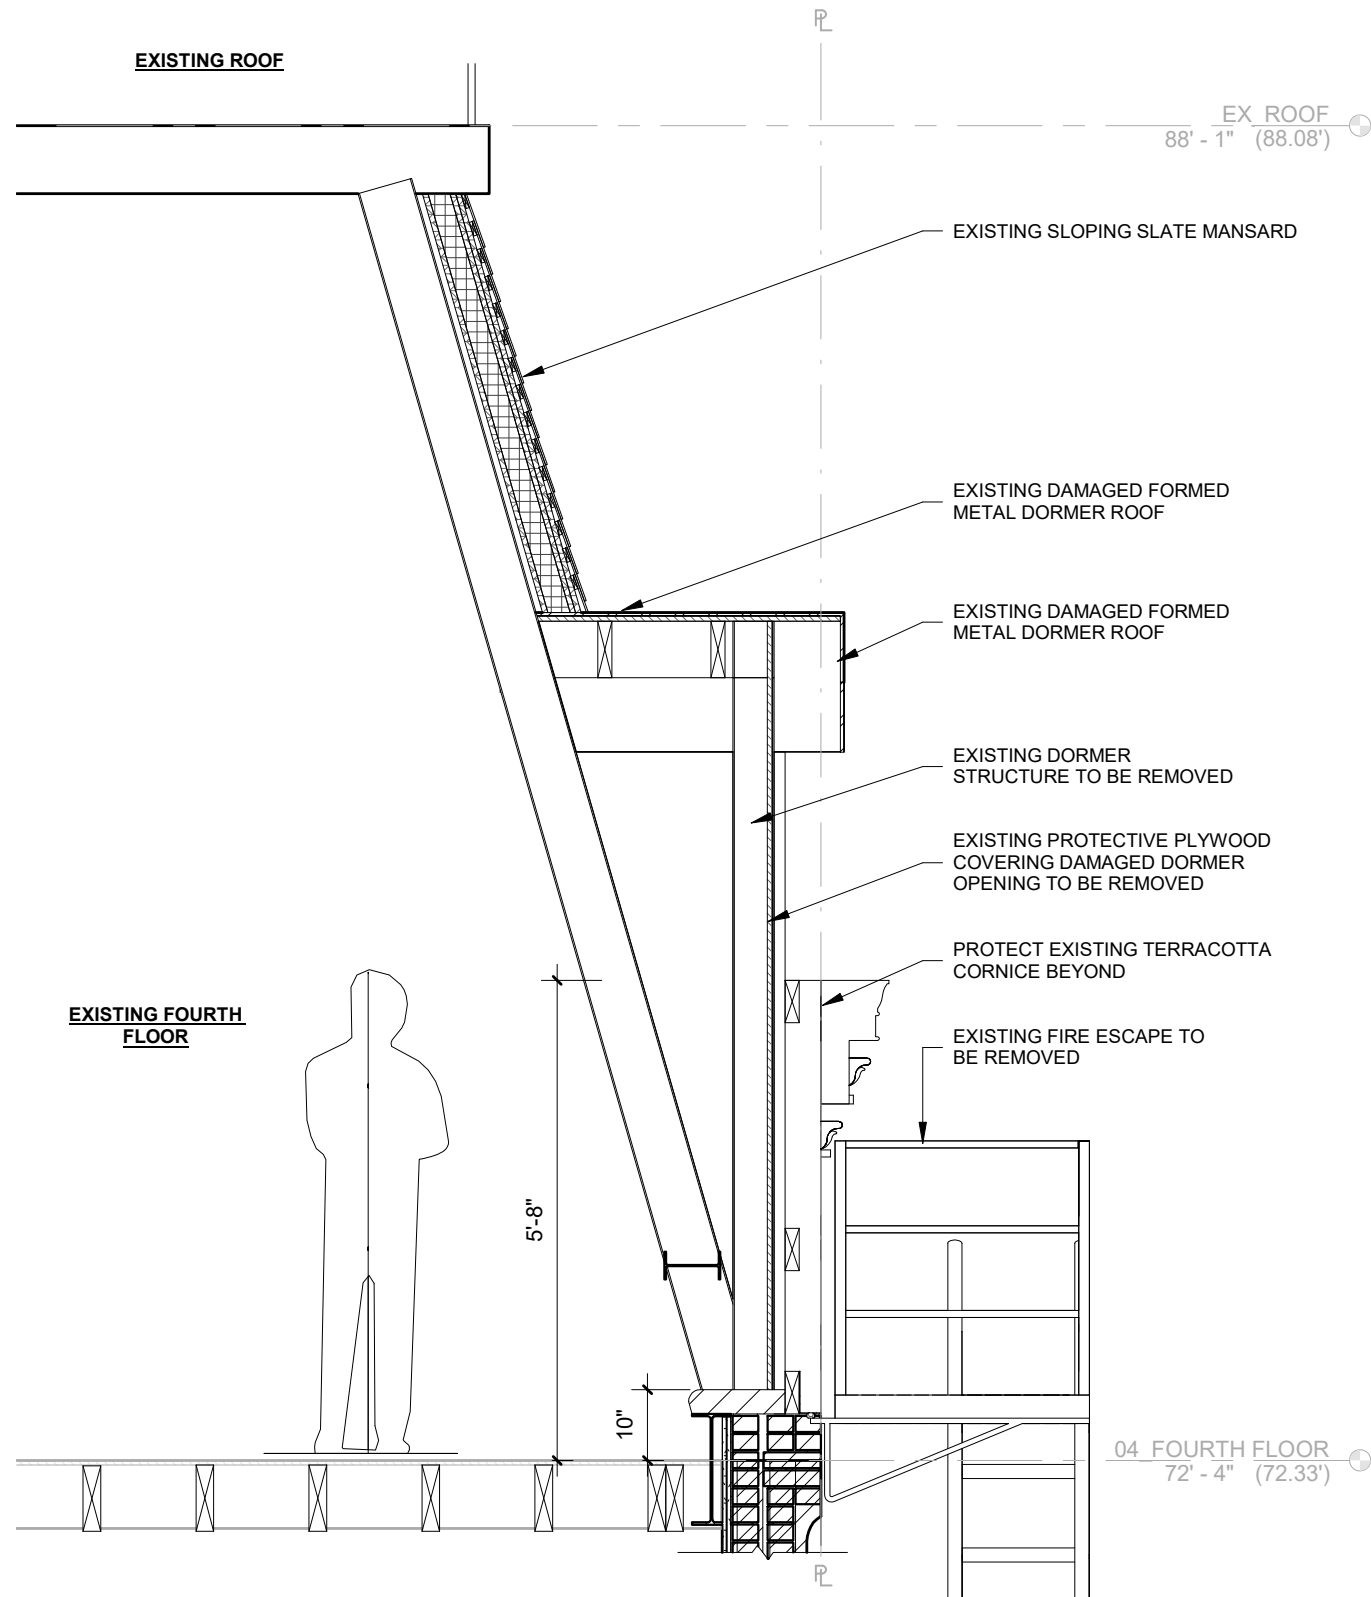 ℄
EXISTING ROOF
EX_ROOF
88' - 1" (88.08')
EXISTING SLOPING SLATE MANSARD
EXISTING DAMAGED FORMED
METAL DORMER ROOF
EXISTING DAMAGED FORMED
METAL DORMER ROOF
EXISTING DORMER
STRUCTURE TO BE REMOVED
EXISTING PROTECTIVE PLYWOOD
COVERING DAMAGED DORMER
OPENING TO BE REMOVED
PROTECT EXISTING TERRACOTTA
CORNICE BEYOND
EXISTING FOURTH
FLOOR
EXISTING FIRE ESCAPE TO
BE REMOVED
5'-8"
10"
04_FOURTH FLOOR
72' - 4" (72.33')
℄